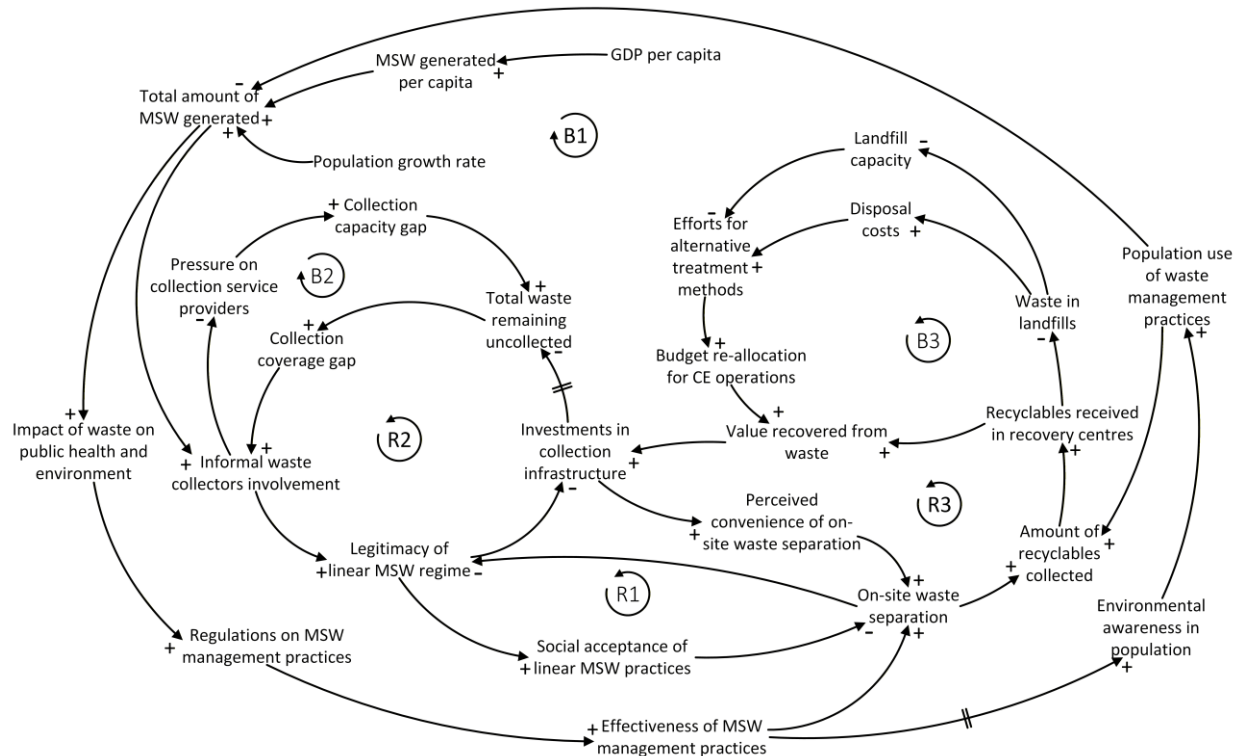 GDP per capita
MSW generated
per capita
Total amount of
MSW generated
Population growth rate
B1
Landfill
capacity
Disposal
costs
Efforts for
alternative
treatment
methods
Population use
of waste
management
practices
Collection
capacity gap
Pressure on
collection service
providers
B2
Total waste
remaining
uncollected
Collection
coverage gap
Waste in
landfills
B3
Budget re-allocation
for CE operations
Impact of waste on
public health and
environment
Informal waste
collectors involvement
R2
Investments in
collection
infrastructure
Value recovered from
waste
Recyclables received
in recovery centres
R3
Perceived
convenience of on-
site waste separation
Amount of
recyclables
collected
Legitimacy of
linear MSW regime
R1
On-site waste
separation
Environmental
awareness in
population
Regulations on MSW
management practices
Social acceptance of
linear MSW practices
Effectiveness of MSW
management practices